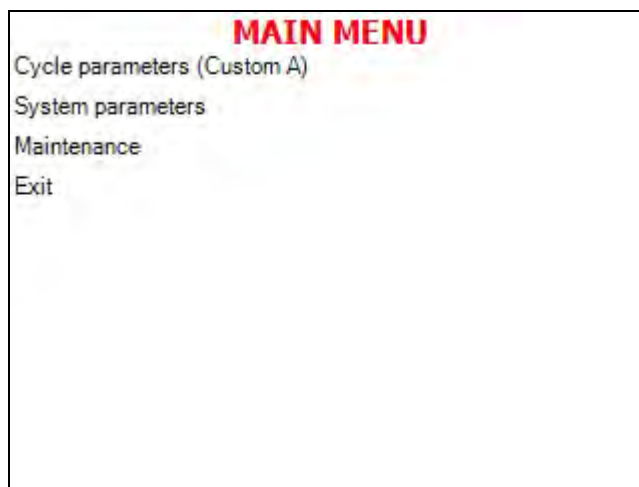 MAIN MENU
Cycle parameters (Custom A)
System parameters
Maintenance
Exit